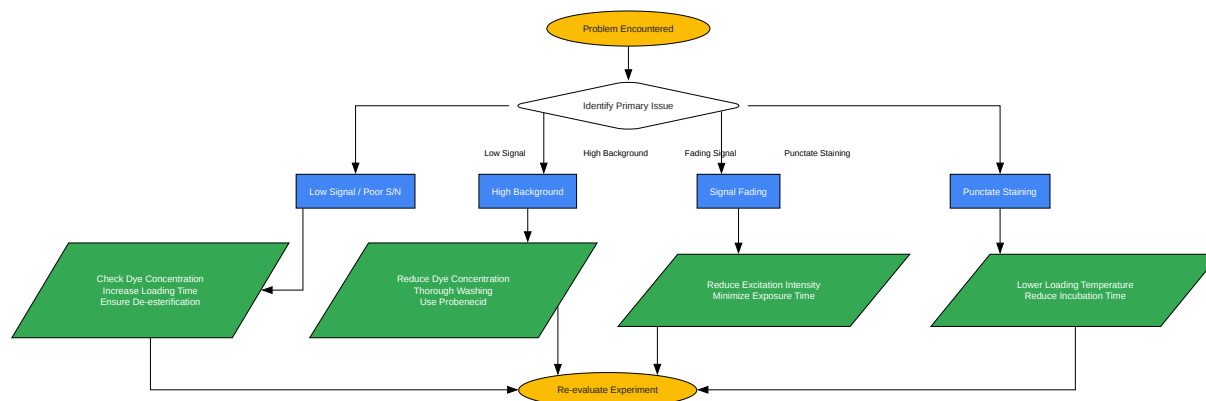 Problem Encountered
Identify Primary Issue
Low Signal
High Background
Fading Signal
Punctate Staining
Low Signal / Poor S/N
High Background
Signal Fading
Punctate Staining
Check Dye Concentration
Increase Loading Time
Ensure De-esterification
Reduce Dye Concentration
Thorough Washing
Use Probenecid
Reduce Excitation Intensity
Minimize Exposure Time
Lower Loading Temperature
Reduce Incubation Time
Re-evaluate Experiment